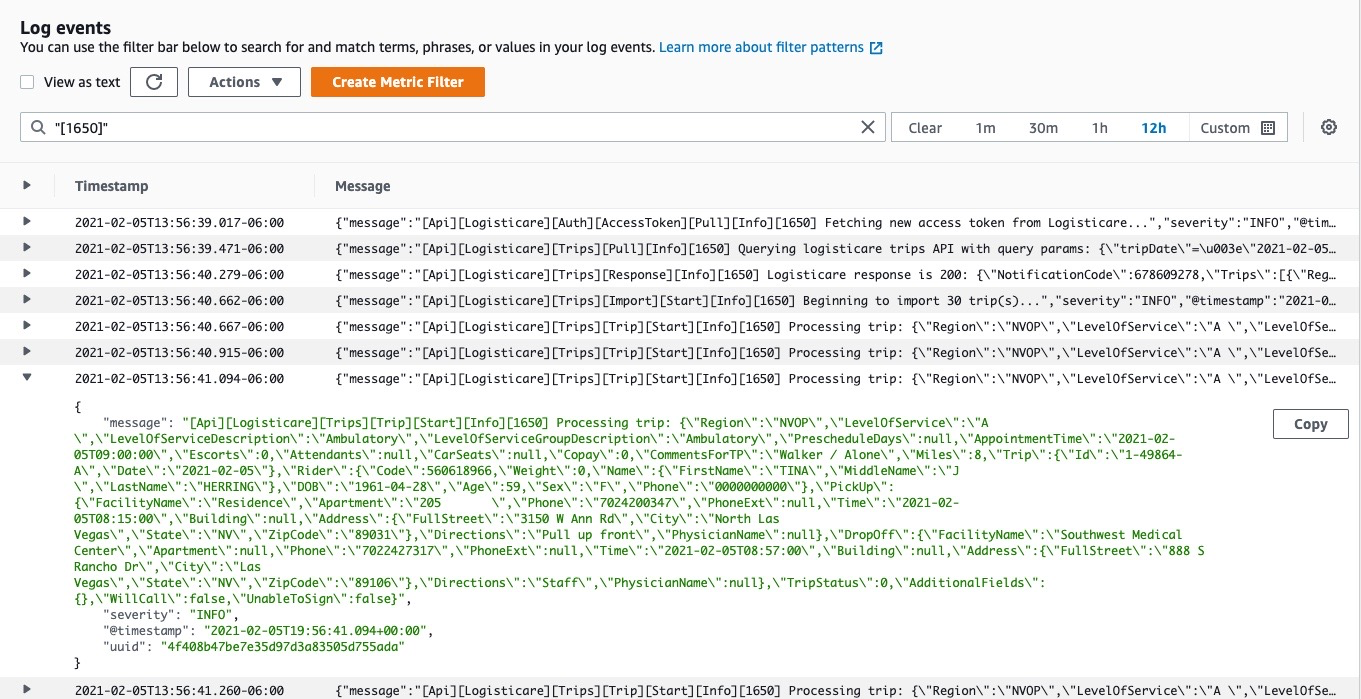 Log events
You can use the filter bar below to search for and match terms, phrases, or values in your log events. Learn more about filter patterns
View as text Actions Create Metric Filter
"[1650]" Clear 1m 30m 1h 12h Custom
Timestamp Message
2021-02-05T13:56:39.017-06:00 {"message":"[Api][Logisticare][Auth][AccessToken][Pull][Info][1650] Fetching new access token from Logisticare...","severity":"INFO","@tim…
2021-02-05T13:56:39.471-06:00 {"message":"[Api][Logisticare][Trips][Pull][Info][1650] Querying logisticare trips API with query params: {\"tripDate\"=\u003e\"2021-02-05…
2021-02-05T13:56:40.279-06:00 {"message":"[Api][Logisticare][Trips][Response][Info][1650] Logisticare response is 200: {\"NotificationCode\":678609278,\"Trips\":[{\"Reg…
2021-02-05T13:56:40.662-06:00 {"message":"[Api][Logisticare][Trips][Import][Start][Info][1650] Beginning to import 30 trip(s)...","severity":"INFO","@timestamp":"2021-0…
2021-02-05T13:56:40.667-06:00 {"message":"[Api][Logisticare][Trips][Trip][Start][Info][1650] Processing trip: {\"Region\":\"NVOP\",\"LevelOfService\":\"A \",\"LevelOfSe…
2021-02-05T13:56:40.915-06:00 {"message":"[Api][Logisticare][Trips][Trip][Start][Info][1650] Processing trip: {\"Region\":\"NVOP\",\"LevelOfService\":\"A \",\"LevelOfSe…
2021-02-05T13:56:41.094-06:00 {"message":"[Api][Logisticare][Trips][Trip][Start][Info][1650] Processing trip: {\"Region\":\"NVOP\",\"LevelOfService\":\"A \",\"LevelOfSe…
{
Copy
"message": "[Api][Logisticare][Trips][Trip][Start][Info][1650] Processing trip: {\"Region\":\"NVOP\",\"LevelOfService\":\"A
\",\"LevelOfServiceDescription\":\"Ambulatory\",\"LevelOfServiceGroupDescription\":\"Ambulatory\",\"PrescheduleDays\":null,\"AppointmentTime\":\"2021-02-
05T09:00:00\",\"Escorts\":0,\"Attendants\":null,\"CarSeats\":null,\"Copay\":0,\"CommentsForTP\":\"Walker / Alone\",\"Miles\":8,\"Trip\":{\"Id\":\"1-49864-
A\",\"Date\":\"2021-02-05\"},\"Rider\":{\"Code\":560618966,\"Weight\":0,\"Name\":{\"FirstName\":\"TINA\",\"MiddleName\":\"J
\",\"LastName\":\"HERRING\"},\"DOB\":\"1961-04-28\",\"Age\":59,\"Sex\":\"F\",\"Phone\":\"0000000000\"},\"PickUp\":
{\"FacilityName\":\"Residence\",\"Apartment\":\"205 \",\"Phone\":\"7024200347\",\"PhoneExt\":null,\"Time\":\"2021-02-
05T08:15:00\",\"Building\":null,\"Address\":{\"FullStreet\":\"3150 W Ann Rd\",\"City\":\"North Las
Vegas\",\"State\":\"NV\",\"ZipCode\":\"89031\"},\"Directions\":\"Pull up front\",\"PhysicianName\":null},\"DropOff\":{\"FacilityName\":\"Southwest Medical
Center\",\"Apartment\":null,\"Phone\":\"7022427317\",\"PhoneExt\":null,\"Time\":\"2021-02-05T08:57:00\",\"Building\":null,\"Address\":{\"FullStreet\":\"888 S
Rancho Dr\",\"City\":\"Las
Vegas\",\"State\":\"NV\",\"ZipCode\":\"89106\"},\"Directions\":\"Staff\",\"PhysicianName\":null},\"TripStatus\":0,\"AdditionalFields\":
{},\"WillCall\":false,\"UnableToSign\":false}",
"severity": "INFO",
"@timestamp": "2021-02-05T19:56:41.094+00:00",
"uuid": "4f408b47be7e35d97d3a83505d755ada"
}
2021-02-05T13:56:41.260-06:00 {"message":"[Api][Logisticare][Trips][Trip][Start][Info][1650] Processing trip: {\"Region\":\"NVOP\",\"LevelOfService\":\"A \",\"LevelOfSe…